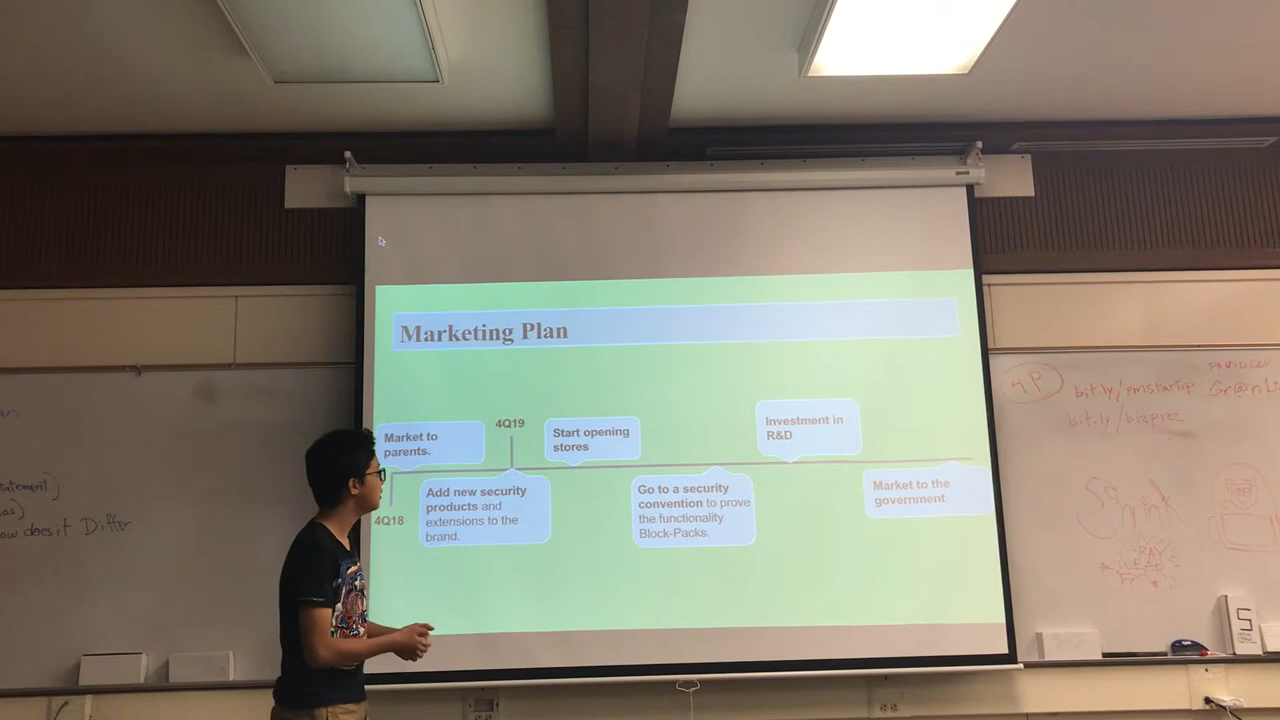 Marketing Plan
Market to
parents.
4Q19
Start opening
stores
Investment in
R&D
4Q18
Add new security
products and
extensions to the
brand.
Go to a security
convention to prove
the functionality
Block-Packs.
Market to the
government
ow does it Differ
4P
bit.ly/pmstartup
bit.ly/bizprez